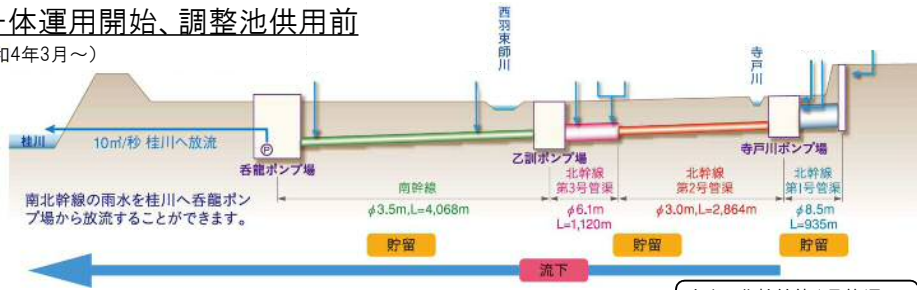 体運用開始、調整池供用前
和4年3月～）
西羽束師川
寺戸川
桂川
10㎥/秒 桂川へ放流
P
呑龍ポンプ場
乙訓ポンプ場
寺戸川ポンプ場
南北幹線の雨水を桂川へ呑龍ポン
プ場から放流することができます。
南幹線
φ3.5m,L=4,068m
北幹線
第3号管渠
φ6.1m
L=1,120m
北幹線
第2号管渠
φ3.0m,L=2,864m
北幹線
第1号管渠
φ8.5m
L=935m
貯留
貯留
貯留
流下